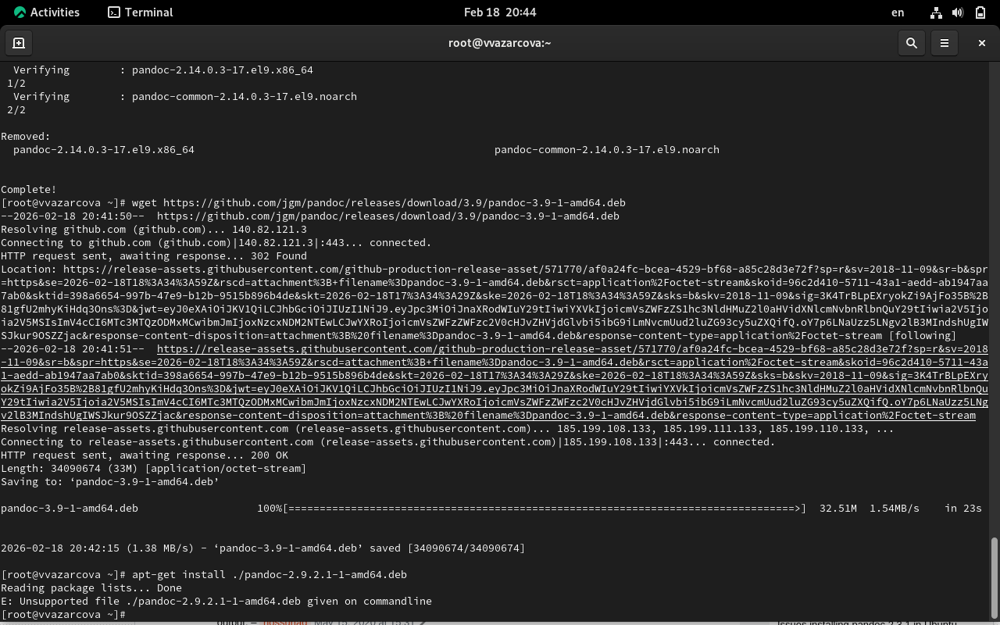 Activities
Terminal
Feb 18 20:44
en
root@vvazarcova:~
Verifying : pandoc-2.14.0.3-17.el9.x86_64
1/2
Verifying : pandoc-common-2.14.0.3-17.el9.noarch
2/2
Removed:
pandoc-2.14.0.3-17.el9.x86_64 pandoc-common-2.14.0.3-17.el9.noarch
Complete!
[root@vvazarcova ~]# wget https://github.com/jgm/pandoc/releases/download/3.9/pandoc-3.9-1-amd64.deb
--2026-02-18 20:41:50-- https://github.com/jgm/pandoc/releases/download/3.9/pandoc-3.9-1-amd64.deb
Resolving github.com (github.com)... 140.82.121.3
Connecting to github.com (github.com)|140.82.121.3|:443... connected.
HTTP request sent, awaiting response... 302 Found
Location: https://release-assets.githubusercontent.com/github-production-release-asset/571770/af0a24fc-bcea-4529-bf68-a85c28d3e72f?sp=r&sv=2018-11-09&sr=b&spr
=https&se=2026-02-18T18%3A34%3A59Z&rscd=attachment%3B+filename%3Dpandoc-3.9-1-amd64.deb&rsct=application%2Foctet-stream&skoid=96c2d410-5711-43a1-aedd-ab1947aa
7ab0&sktid=398a6654-997b-47e9-b12b-9515b896b4de&skt=2026-02-18T17%3A34%3A29Z&ske=2026-02-18T18%3A34%3A59Z&sks=b&skv=2018-11-09&sig=3K4TrBLpEXryokZi9AjFo35B%2B
81gfU2mhyKiHdq3Ons%3D&jwt=eyJ0eXAiOiJKV1QiLCJhbGciOiJIUzI1NiJ9.eyJpc3MiOiJnaXRodWIuY29tIiwiYXVkIjoicmVsZWFzZS1hc3NldHMuZ2l0aHVidXNlcmNvbnRlbnQuY29tIiwia2V5Ijo
ia2V5MSIsImV4cCI6MTc3MTQzODMxMCwibmJmIjoxNzcxNDM2NTEwLCJwYXRoIjoicmVsZWFzZWFzc2V0cHJvZHVjdGlvbi5ibG9iLmNvcmUud2luZG93cy5uZXQifQ.oY7p6LNaUzz5LNgv2lB3MIndshUgIW
SJkur9OSZZjac&response-content-disposition=attachment%3B%20filename%3Dpandoc-3.9-1-amd64.deb&response-content-type=application%2Foctet-stream [following]
--2026-02-18 20:41:51-- https://release-assets.githubusercontent.com/github-production-release-asset/571770/af0a24fc-bcea-4529-bf68-a85c28d3e72f?sp=r&sv=2018
-11-09&sr=b&spr=https&se=2026-02-18T18%3A34%3A59Z&rscd=attachment%3B+filename%3Dpandoc-3.9-1-amd64.deb&rsct=application%2Foctet-stream&skoid=96c2d410-5711-43a
1-aedd-ab1947aa7ab0&sktid=398a6654-997b-47e9-b12b-9515b896b4de&skt=2026-02-18T17%3A34%3A29Z&ske=2026-02-18T18%3A34%3A59Z&sks=b&skv=2018-11-09&sig=3K4TrBLpEXry
okZi9AjFo35B%2B81gfU2mhyKiHdq3Ons%3D&jwt=eyJ0eXAiOiJKV1QiLCJhbGciOiJIUzI1NiJ9.eyJpc3MiOiJnaXRodWIuY29tIiwiYXVkIjoicmVsZWFzZS1hc3NldHMuZ2l0aHVidXNlcmNvbnRlbnQu
Y29tIiwia2V5Ijoia2V5MSIsImV4cCI6MTc3MTQzODMxMCwibmJmIjoxNzcxNDM2NTEwLCJwYXRoIjoicmVsZWFzZWFzc2V0cHJvZHVjdGlvbi5ibG9iLmNvcmUud2luZG93cy5uZXQifQ.oY7p6LNaUzz5LNg
v2lB3MIndshUgIWSJkur9OSZZjac&response-content-disposition=attachment%3B%20filename%3Dpandoc-3.9-1-amd64.deb&response-content-type=application%2Foctet-stream
Resolving release-assets.githubusercontent.com (release-assets.githubusercontent.com)... 185.199.108.133, 185.199.111.133, 185.199.110.133, ...
Connecting to release-assets.githubusercontent.com (release-assets.githubusercontent.com)|185.199.108.133|:443... connected.
HTTP request sent, awaiting response... 200 OK
Length: 34090674 (33M) [application/octet-stream]
Saving to: ‘pandoc-3.9-1-amd64.deb’
pandoc-3.9-1-amd64.deb 100%[=================================================================================>] 32.51M 1.54MB/s in 23s
2026-02-18 20:42:15 (1.38 MB/s) - ‘pandoc-3.9-1-amd64.deb’ saved [34090674/34090674]
[root@vvazarcova ~]# apt-get install ./pandoc-2.9.2.1-1-amd64.deb
Reading package lists... Done
E: Unsupported file ./pandoc-2.9.2.1-1-amd64.deb given on commandline
[root@vvazarcova ~]#